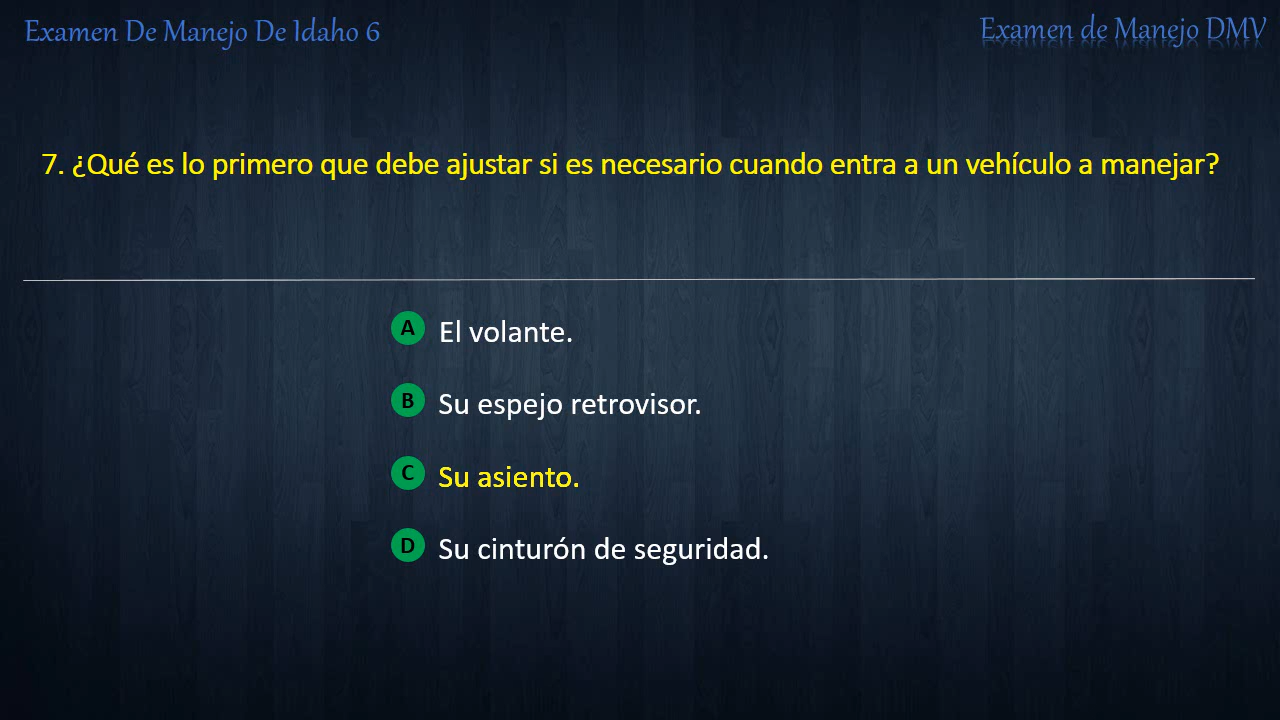 Examen De Manejo De Idaho 6
Examen de Manejo DMV
7. ¿Qué es lo primero que debe ajustar si es necesario cuando entra a un vehículo a manejar?
A El volante.
B Su espejo retrovisor.
C Su asiento.
D Su cinturón de seguridad.